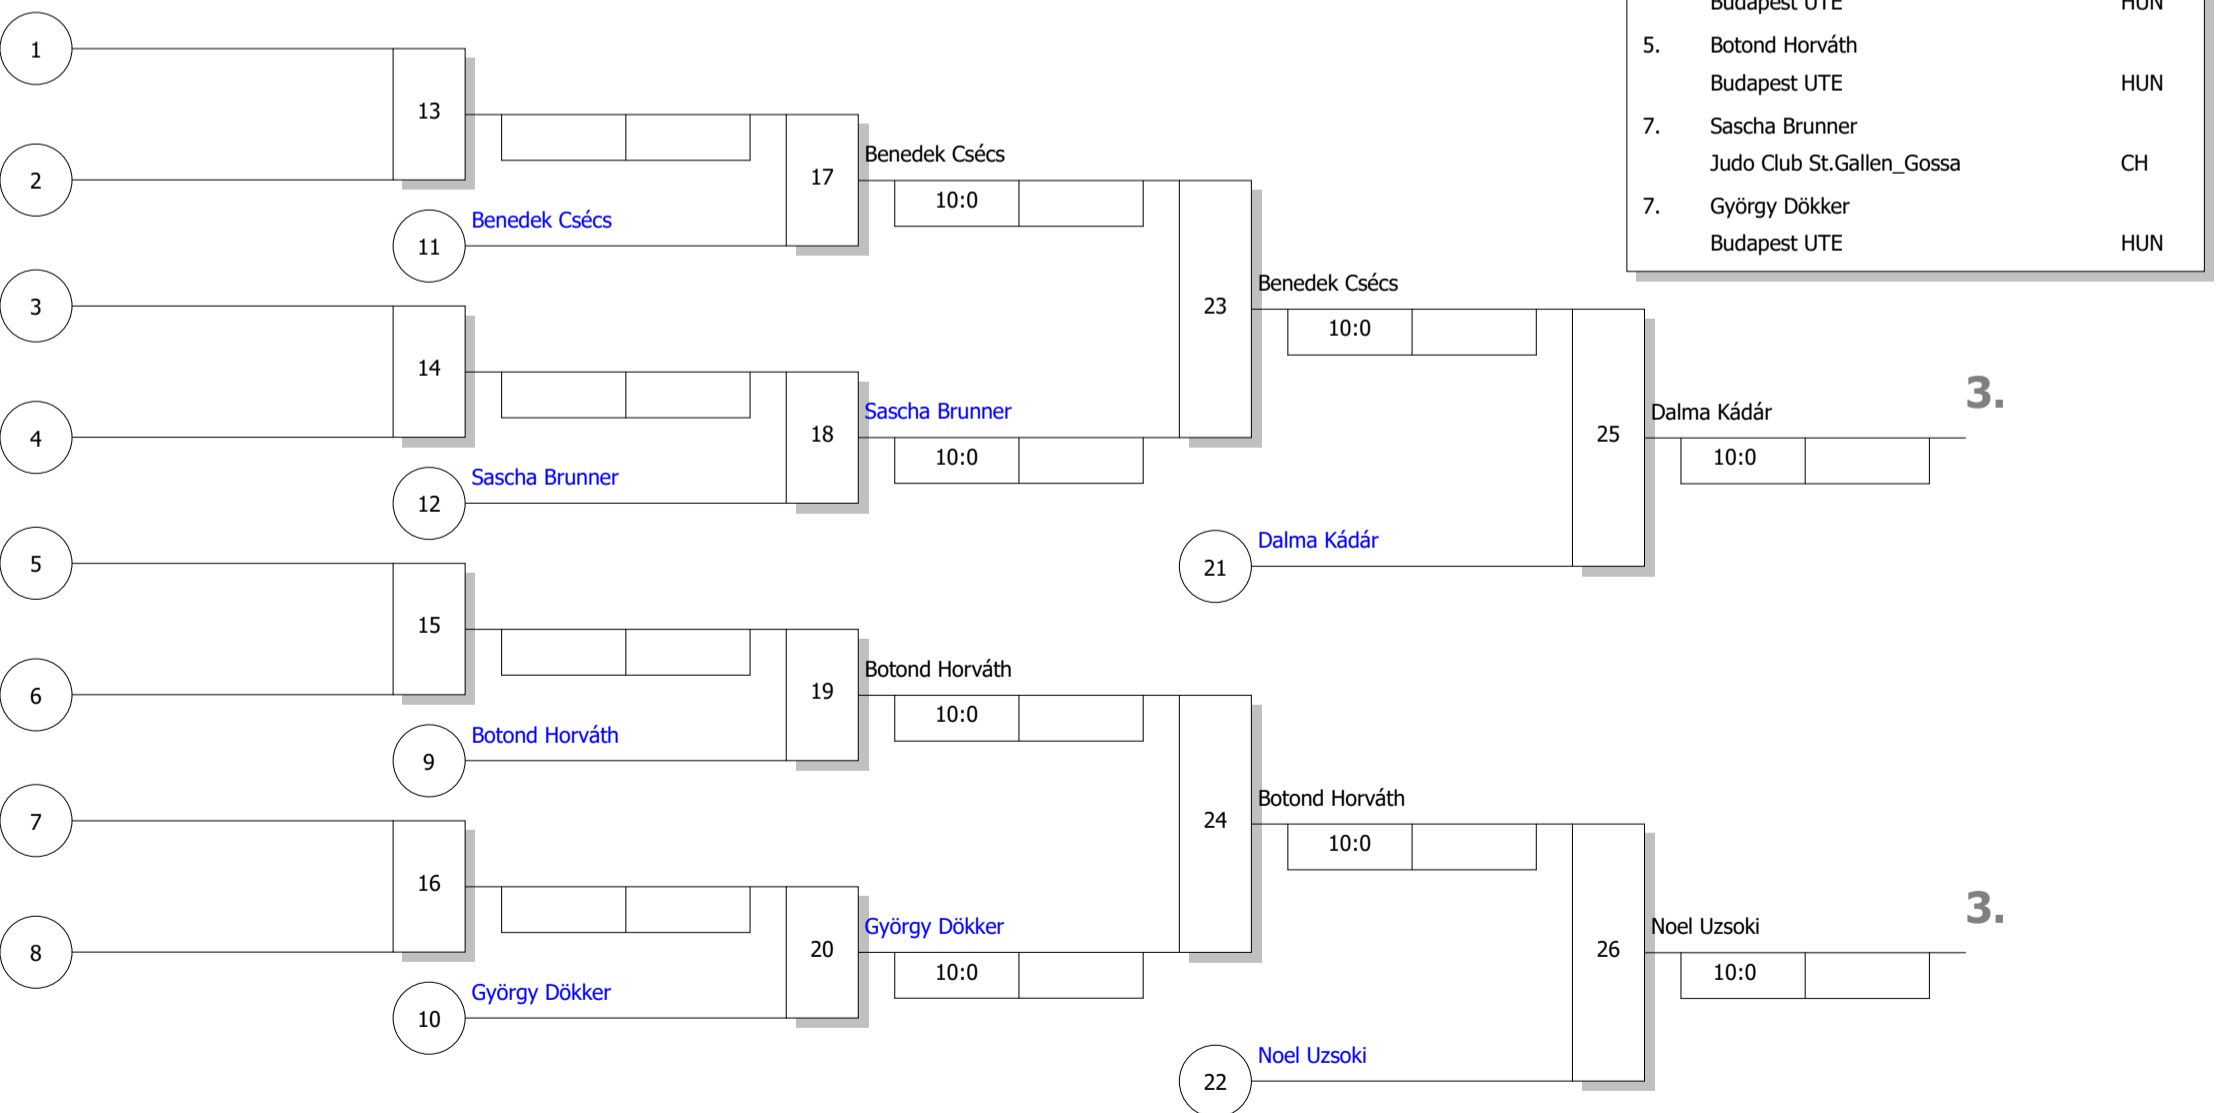 Budapest UTE HUN
5. Botond Horváth
Budapest UTE HUN
7. Sascha Brunner
Judo Club St.Gallen_Gossa CH
7. György Dökker
Budapest UTE HUN
1
13
2
17
Benedek Csécs
10:0
11
Benedek Csécs
3
23
Benedek Csécs
10:0
14
4
18
Sascha Brunner
10:0
12
Sascha Brunner
25
Dalma Kádár
3.
10:0
21
Dalma Kádár
5
15
6
19
Botond Horváth
10:0
9
Botond Horváth
7
24
Botond Horváth
10:0
16
8
20
György Dökker
10:0
10
György Dökker
26
Noel Uzsoki
3.
10:0
22
Noel Uzsoki